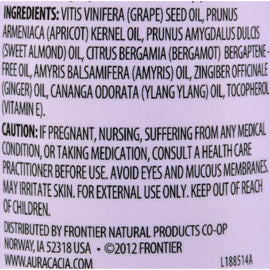 INGREDIENTS: VITIS VINIFERA (GRAPE) SEED OIL, PRUNUS
ARMENIACA (APRICOT) KERNEL OIL, PRUNUS AMYGDALUS DULCIS
(SWEET ALMOND) OIL, CITRUS BERGAMIA (BERGAMOT) BERGAPTENE-
FREE OIL, AMYRIS BALSAMIFERA (AMYRIS) OIL, ZINGIBER OFFICINALE
(GINGER) OIL, CANANGA ODORATA (YLANG YLANG) OIL, TOCOPHEROL
(VITAMIN E).
CAUTION: IF PREGNANT, NURSING, SUFFERING FROM ANY MEDICAL
CONDITION, OR TAKING MEDICATION, CONSULT A HEALTH CARE
PRACTITIONER BEFORE USE. AVOID EYES AND MUCOUS MEMBRANES.
MAY IRRITATE SKIN. FOR EXTERNAL USE ONLY. KEEP OUT OF REACH
OF CHILDREN.
DISTRIBUTED BY FRONTIER NATURAL PRODUCTS CO-OP
NORWAY, IA 52318 USA • ©2012 FRONTIER
WWW.AURACACIA.COM L188514A